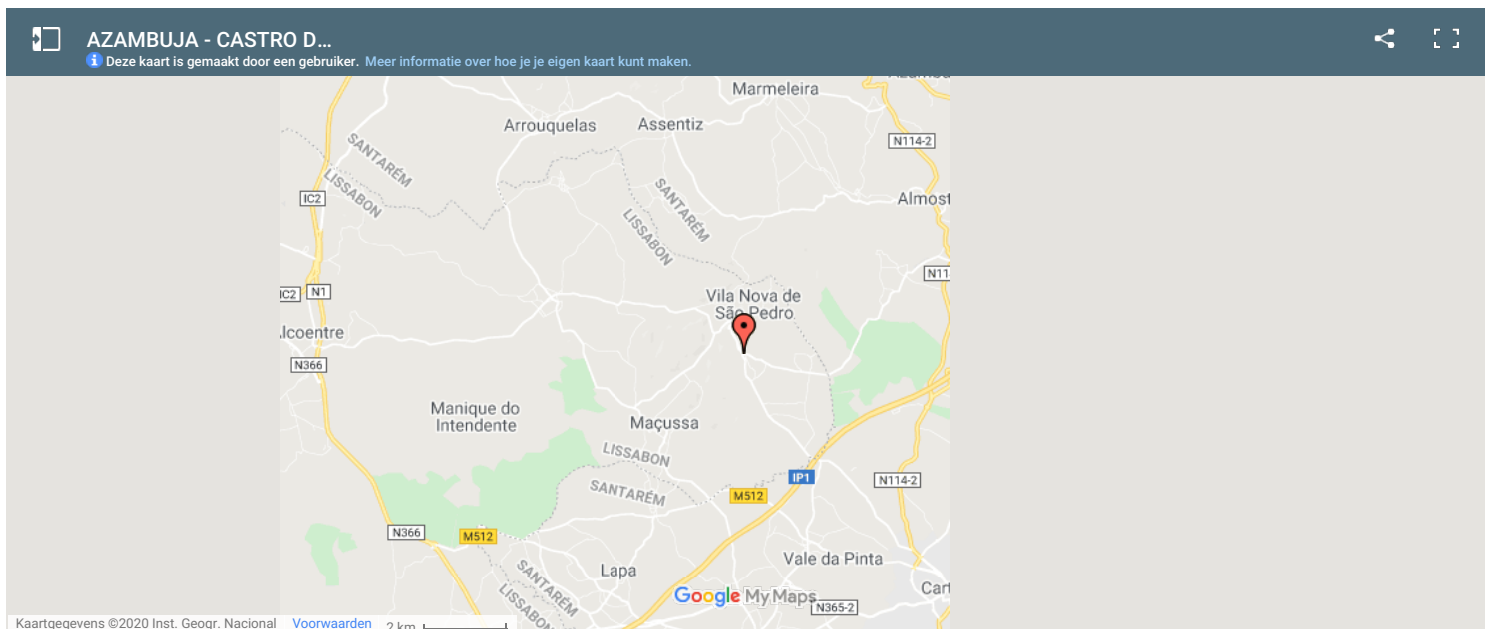 AZAMBUJA - CASTRO D...
Deze kaart is gemaakt door een gebruiker. Meer informatie over hoe je je eigen kaart kunt maken.
Marmeleira
Arrouquelas
Assentiz
N114-2
SANTARÉM
LISSABON
IC2
SANTARÉM
LISSABON
Almost
N11
IC2
N1
Vila Nova de
São Pedro
lcoentre
N366
Manique do
Intendente
Maçussa
LISSABON
SANTARÉM
IP1
M512
N114-2
N366
M512
Vale da Pinta
Lapa
SANTARÉM
LISSABON
Cart
Google My Maps
N365-2
Kaartgegevens ©2020 Inst. Geogr. Nacional
Voorwaarden
2 km